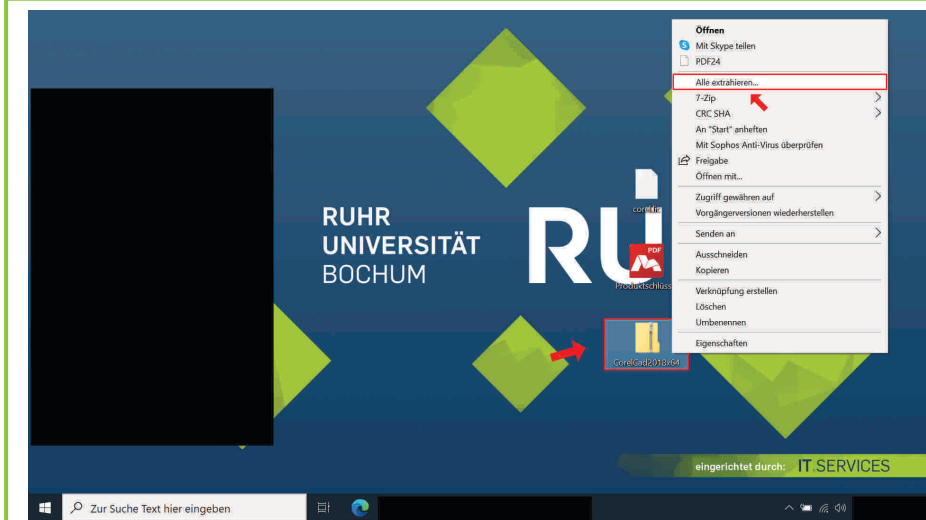 Öffnen
Mit Skype teilen
PDF24
Alle extrahieren...
7-Zip
CRC SHA
An "Start" anheften
Mit Sophos Anti-Virus überprüfen
Freigabe
Öffnen mit...
Zugriff gewähren auf
Vorgängerversionen wiederherstellen
Senden an
Ausschneiden
Kopieren
Verknüpfung erstellen
Löschen
Umbenennen
Eigenschaften
RUHR
UNIVERSITÄT
BOCHUM
RU
PDF
Produktschlüss
CorelCad2018x64
eingerichtet durch: IT.SERVICES
Zur Suche Text hier eingeben